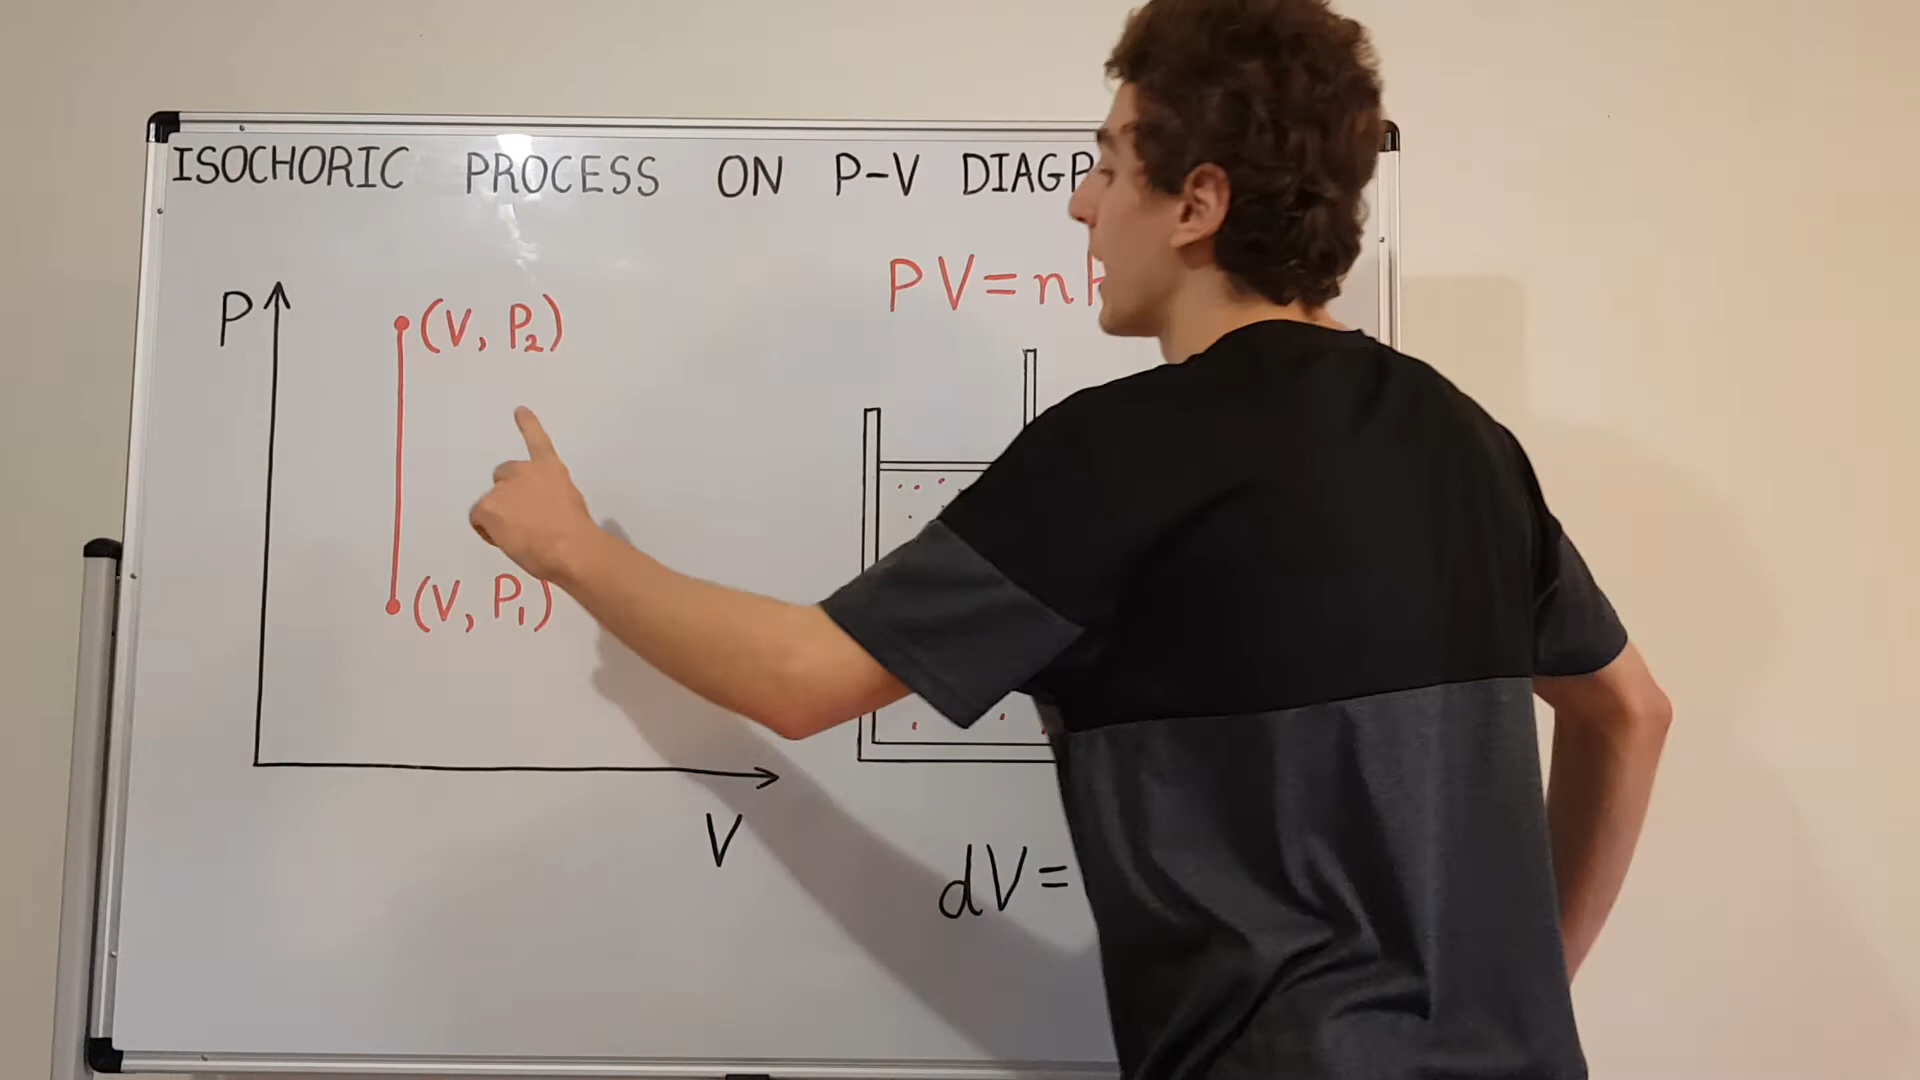 ISOCHORIC PROCESS ON P-V DIAGR
PV=n
P
(V, P₂)
(V, P₁)
V
dV=